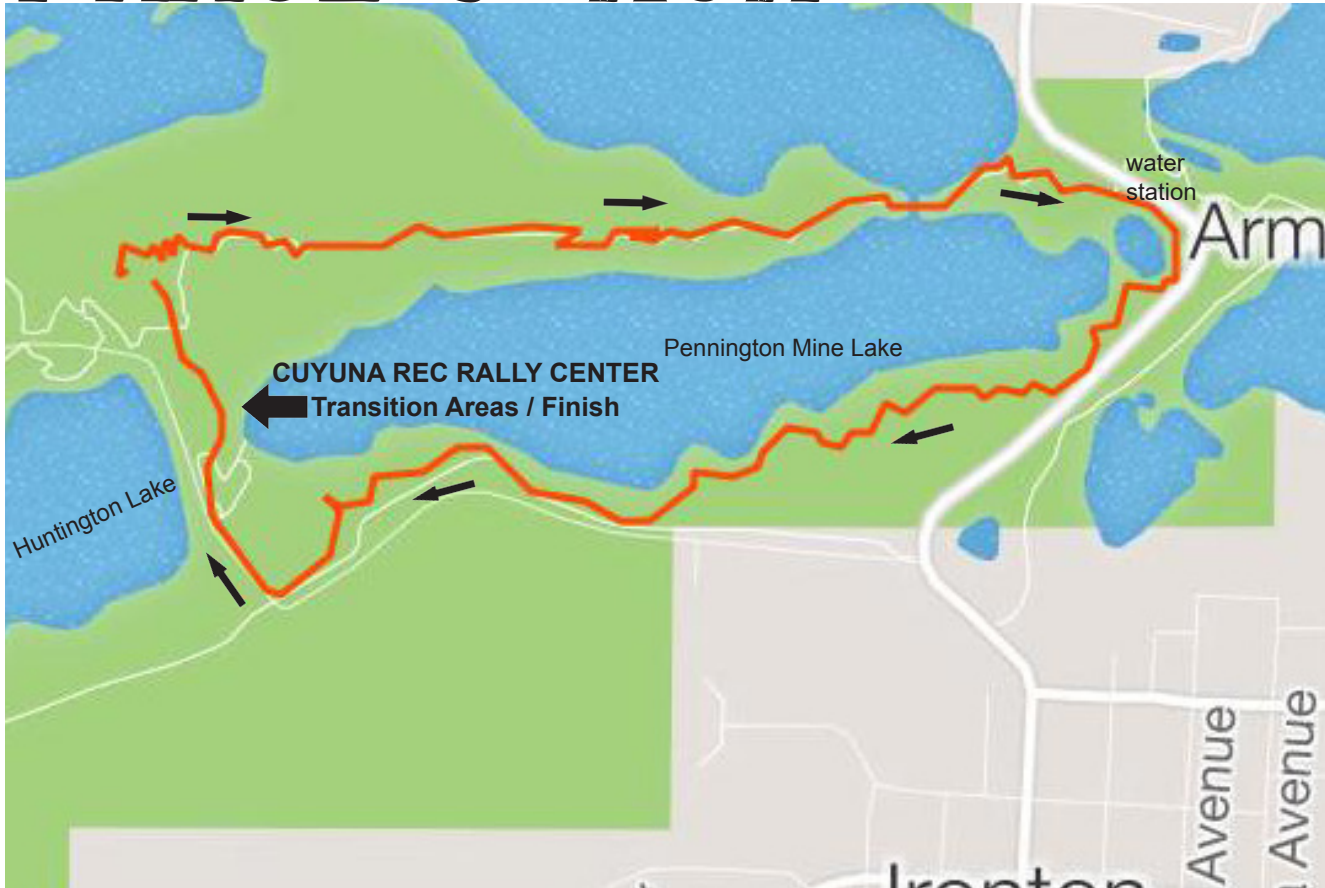 water
station
Arm
Pennington Mine Lake
CUYUNA REC RALLY CENTER
Transition Areas / Finish
Huntington Lake
Avenue
Avenue